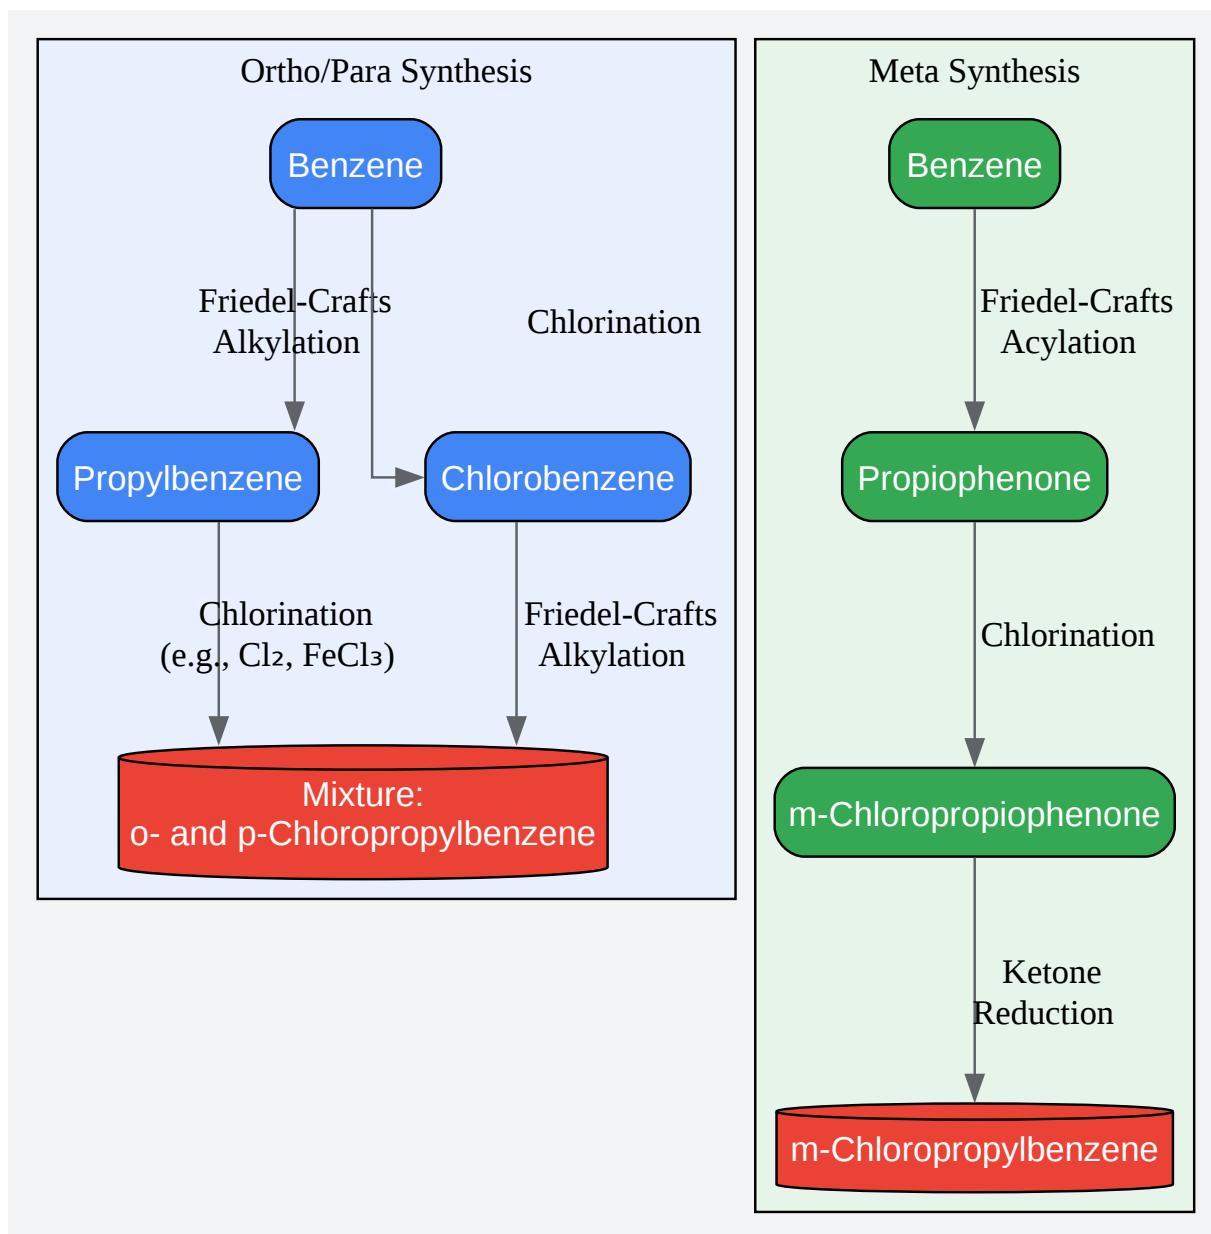 Ortho/Para Synthesis
Benzene
Friedel-Crafts
Alkylation
Chlorination
Propylbenzene
Chlorobenzene
Chlorination
(e.g., Cl₂, FeCl₃)
Friedel-Crafts
Alkylation
Mixture:
o- and p-Chloropropylbenzene
Meta Synthesis
Benzene
Friedel-Crafts
Acylation
Propiophenone
Chlorination
m-Chloropropiophenone
Ketone
Reduction
m-Chloropropylbenzene